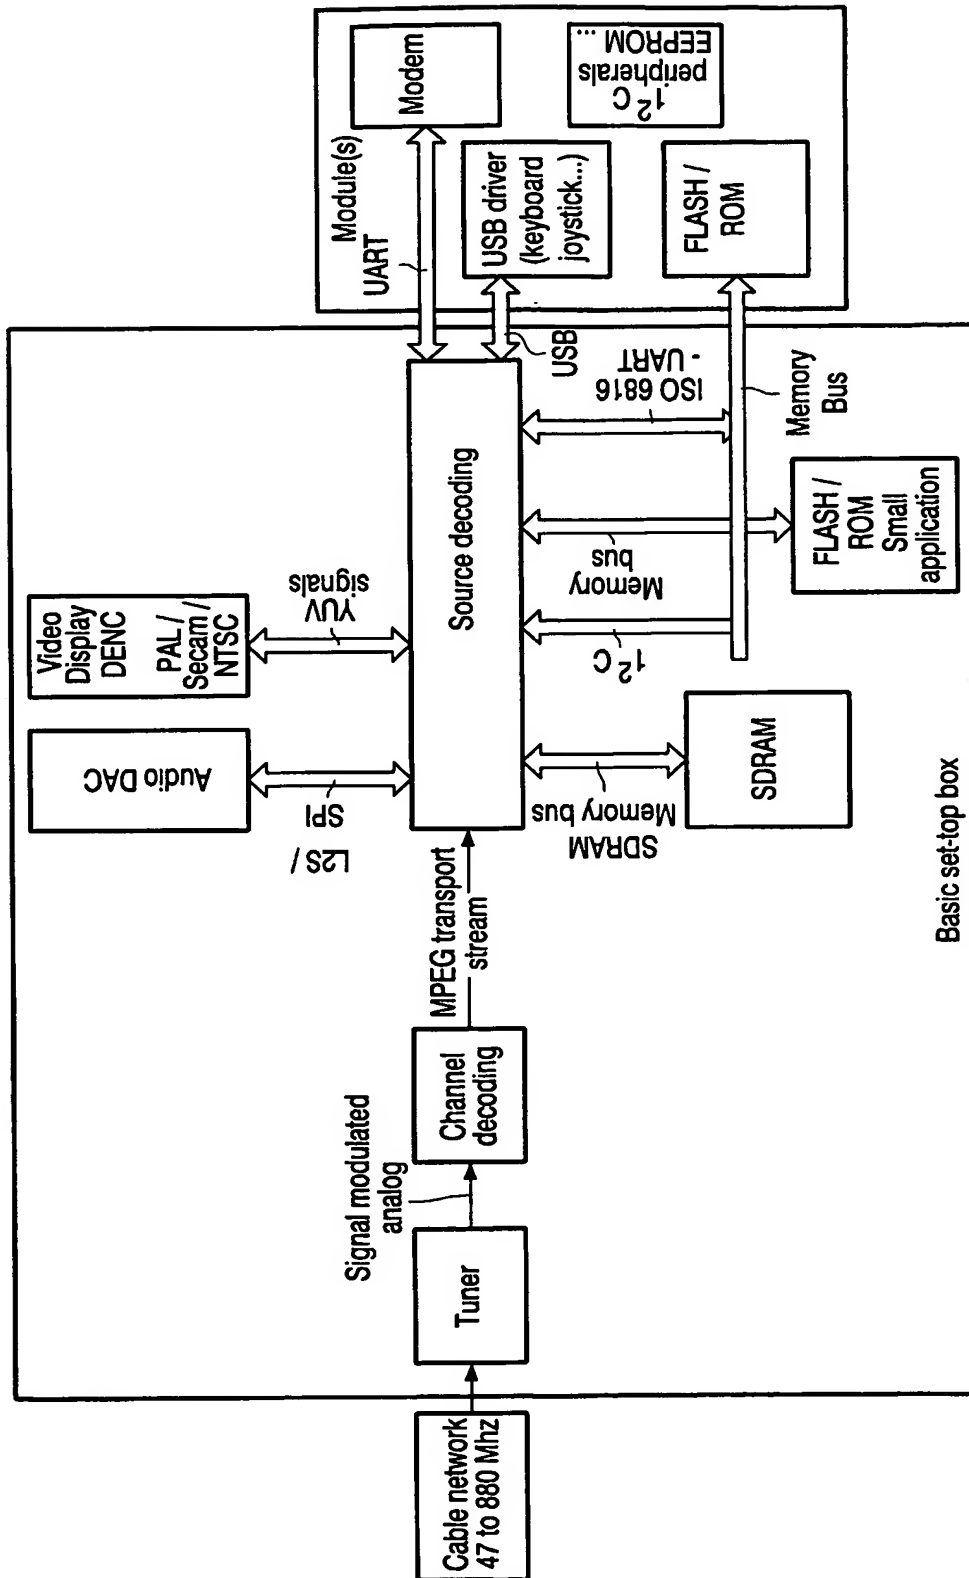 Cable network
47 to 880 Mhz
Tuner
Signal modulated
analog
Channel
decoding
MPEG transport
stream
Source decoding
Audio DAC
L2S /
SPI
Video
Display
DENC
PAL /
Secam /
NTSC
YUV
signals
SDRAM
Memory bus
SDRAM
1²C
Memory
bus
FLASH /
ROM
Small
application
ISO 6816
- UART
Memory
Bus
USB
UART
Module(s)
Modem
USB driver
(keyboard
joystick...)
1²C
peripherals
EEPROM ...
FLASH /
ROM
Basic set-top box